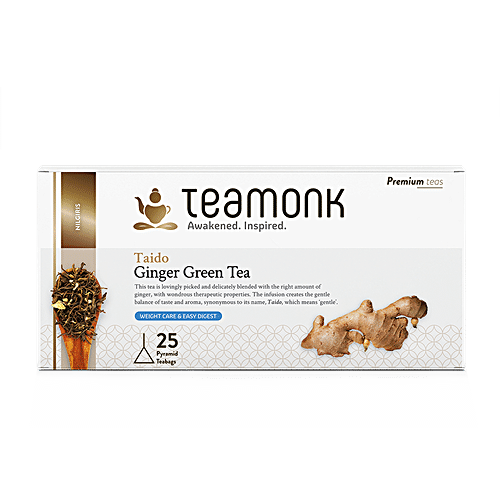 Premium teas
NILGIRIS
TEAMONK
Awakened. Inspired.
Taido
Ginger Green Tea
This tea is lovingly picked and delicately blended with the right amount of
ginger, with wondrous therapeutic properties. The infusion creates the gentle
balance of taste and aroma, synonymous to its name, Taido, which means 'gentle'.
WEIGHT CARE & EASY DIGEST
25
Pyramid
Teabags